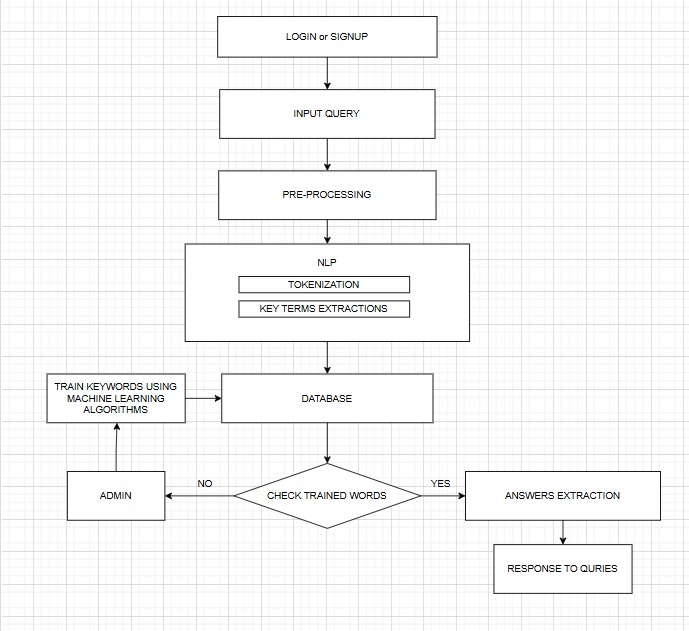 LOGIN or SIGNUP
INPUT QUERY
PRE-PROCESSING
NLP
TOKENIZATION
KEY TERMS EXTRACTIONS
TRAIN KEYWORDS USING
MACHINE LEARNING
ALGORITHMS
DATABASE
NO
YES
ADMIN
CHECK TRAINED WORDS
ANSWERS EXTRACTION
RESPONSE TO QURIES